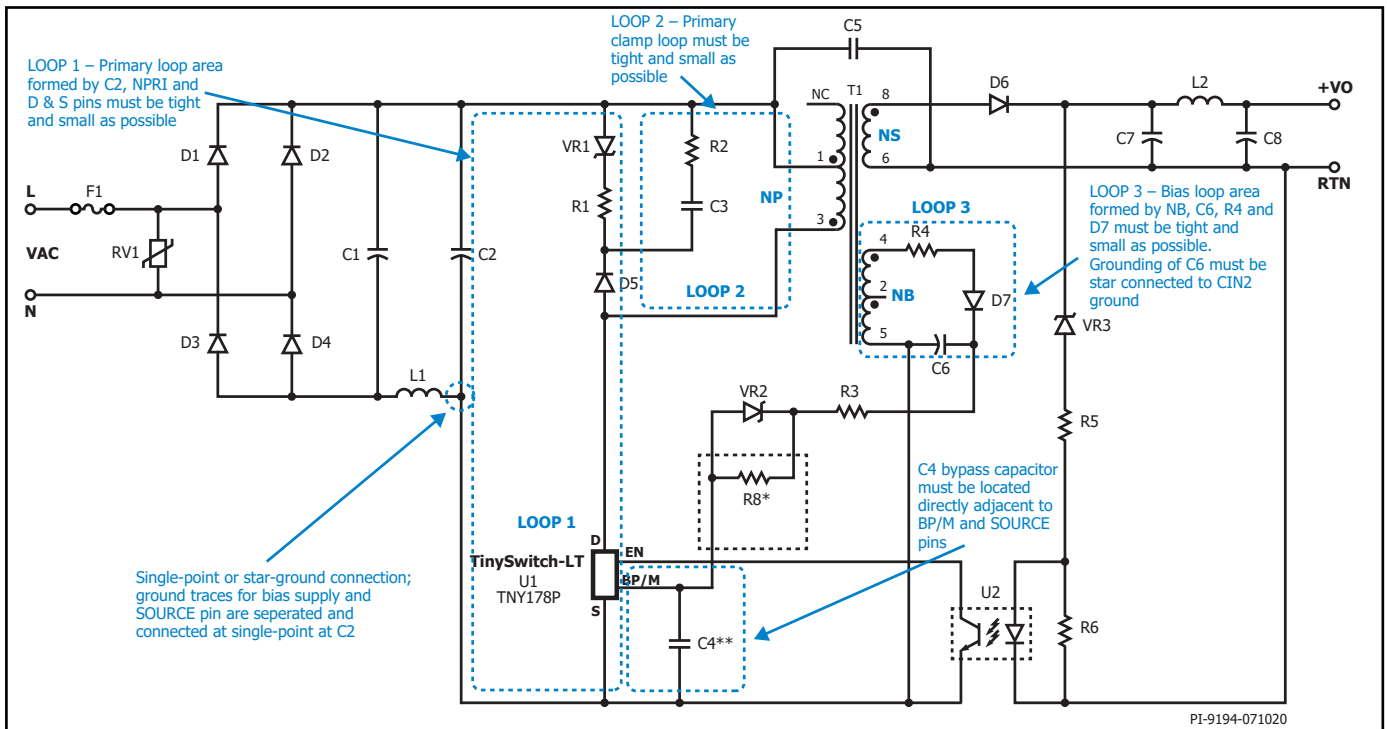 LOOP 1 – Primary loop area
formed by C2, NPRI and
D & S pins must be tight
and small as possible
LOOP 2 – Primary
clamp loop must be
tight and small as
possible
C5
NC
T1
8
D6
L2
+VO
D1
D2
VR1
R2
1
NS
6
C7
C8
RTN
L
F1
RV1
VAC
N
C1
C2
R1
C3
NP
3
LOOP 3
4
R4
LOOP 3 – Bias loop area
formed by NB, C6, R4 and
D7 must be tight and
small as possible.
Grounding of C6 must be
star connected to CIN2
ground
D5
LOOP 2
2
NB
D7
5
C6
VR3
D3
D4
L1
VR2
R3
R5
R8*
C4 bypass capacitor
must be located
directly adjacent to
BP/M and SOURCE
pins
LOOP 1
D
EN
TinySwitch-LT
U1
TNY178P
BP/M
S
Single-point or star-ground connection;
ground traces for bias supply and
SOURCE pin are seperated and
connected at single-point at C2
C4**
U2
R6
PI-9194-071020